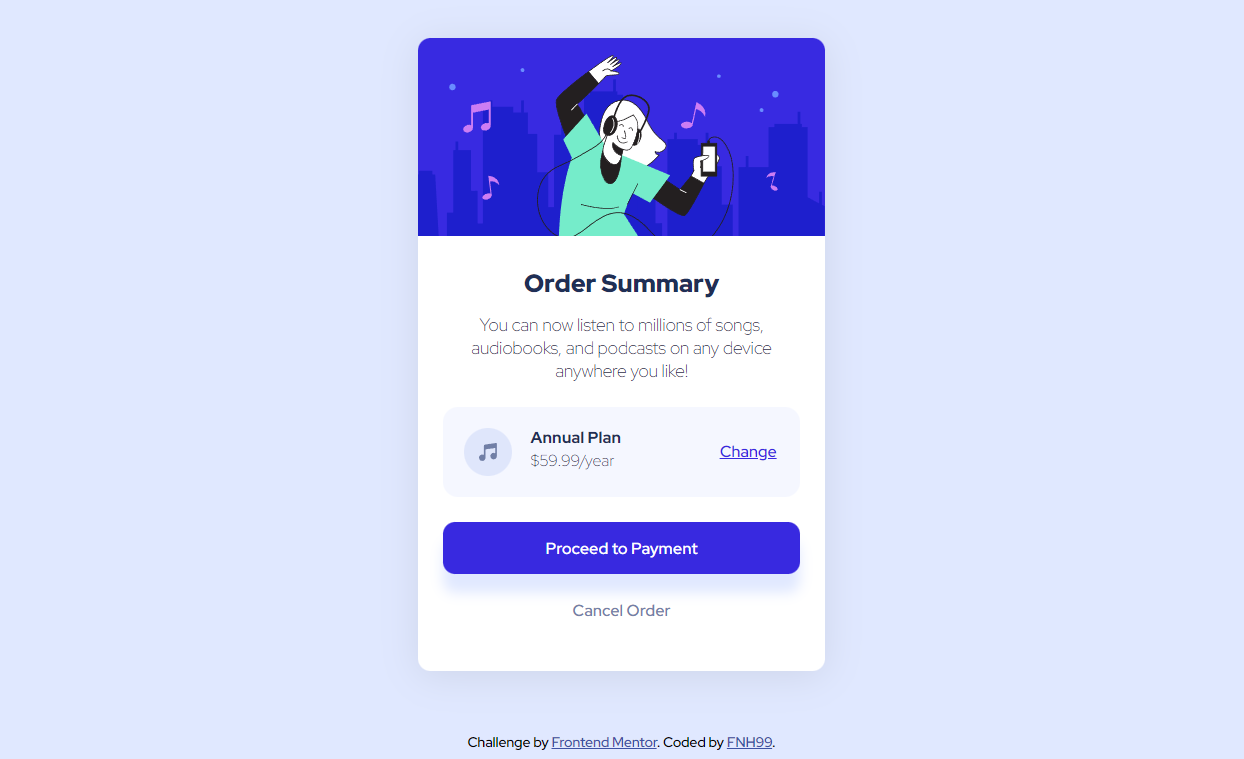 Order Summary
You can now listen to millions of songs,
audiobooks, and podcasts on any device
anywhere you like!
Annual Plan
$59.99/year
Change
Proceed to Payment
Cancel Order
Challenge by Frontend Mentor. Coded by FNH99.